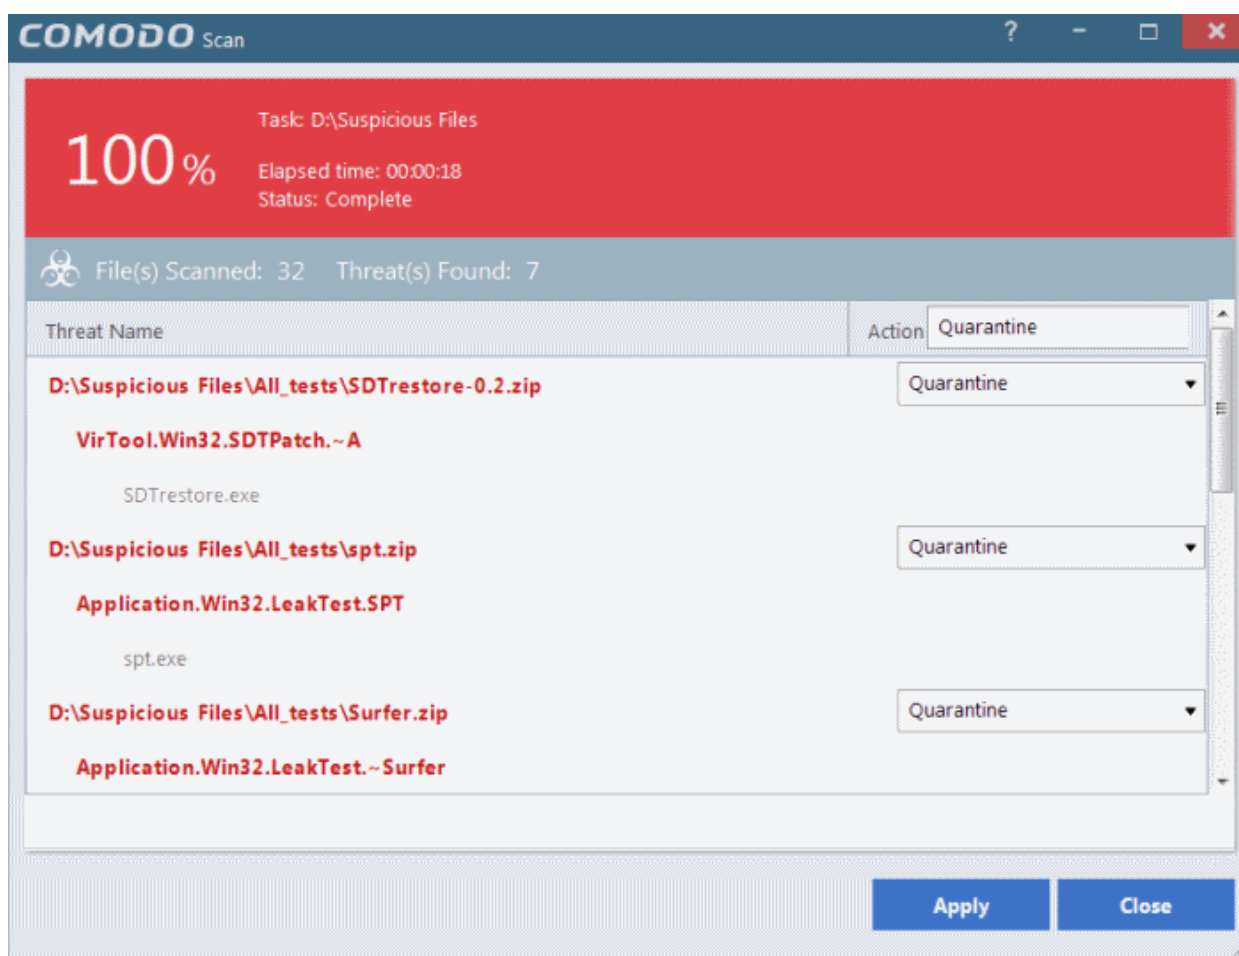 COMODO Scan
?
100 %
Task: D:\Suspicious Files
Elapsed time: 00:00:18
Status: Complete
File(s) Scanned: 32 Threat(s) Found: 7
Threat Name Action Quarantine
D:\Suspicious Files\All_tests\SDTrestore-0.2.zip Quarantine
VirTool.Win32.SDTPatch.~A
SDTrestore.exe
D:\Suspicious Files\All_tests\spt.zip Quarantine
Application.Win32.LeakTest.SPT
spt.exe
D:\Suspicious Files\All_tests\Surfer.zip Quarantine
Application.Win32.LeakTest.~Surfer
Apply Close